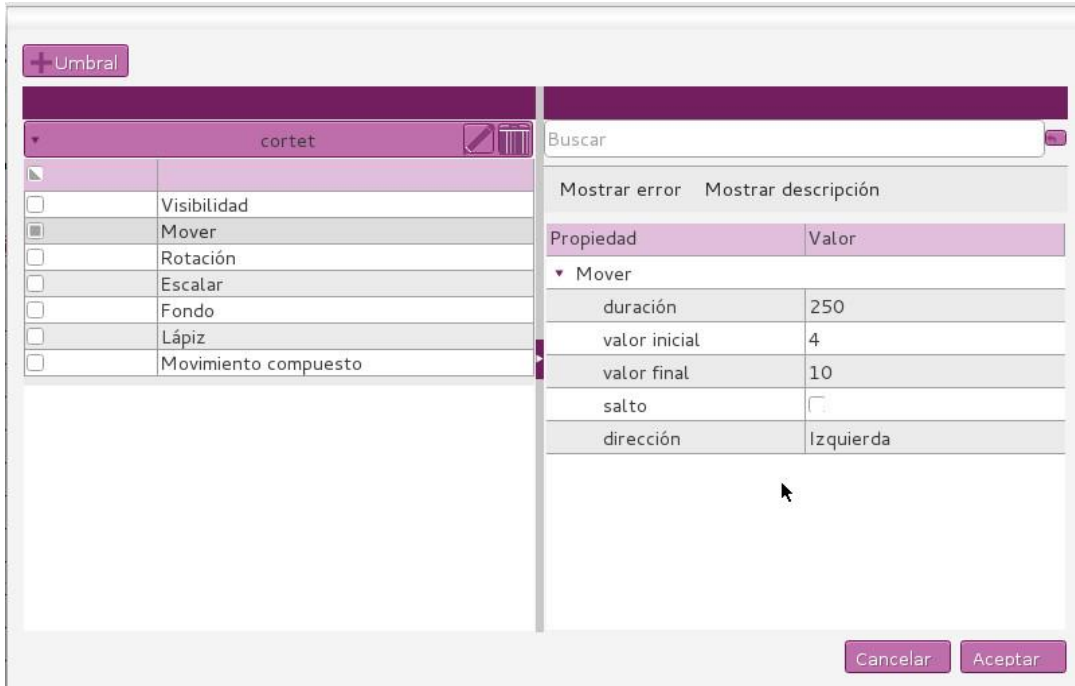 Umbral
cortet
Visibilidad
Mover
Rotación
Escalar
Fondo
Lápiz
Movimiento compuesto
Buscar
Mostrar error Mostrar descripción
Propiedad Valor
Mover
duración 250
valor inicial 4
valor final 10
salto
dirección Izquierda
Cancelar Aceptar